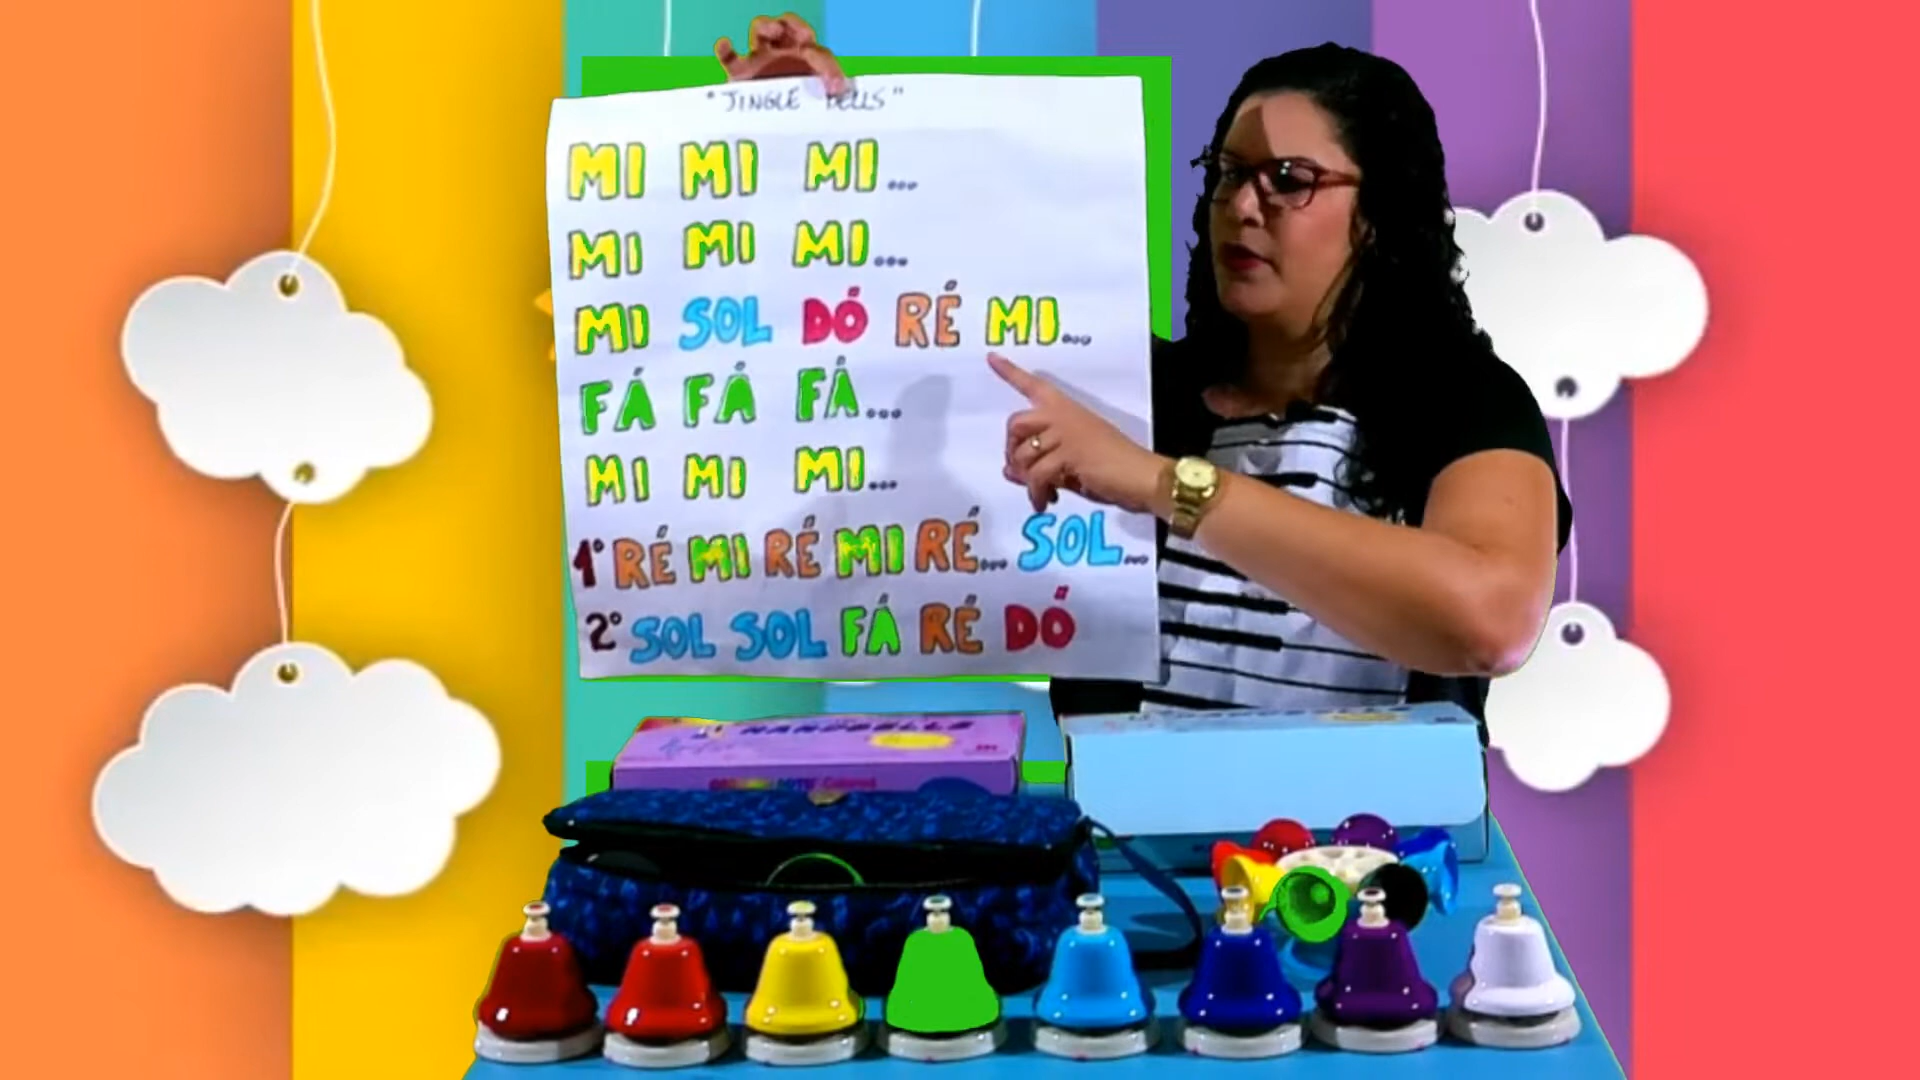 "JINGLE BELLS"
MI MI MI...
MI MI MI...
MI SOL DÓ RÉ MI...
FÁ FÁ FÁ...
MI MI MI...
1º RÉ MI RÉ MI RÉ... SOL...
2º SOL SOL FÁ RÉ DÓ
HANDBELLS